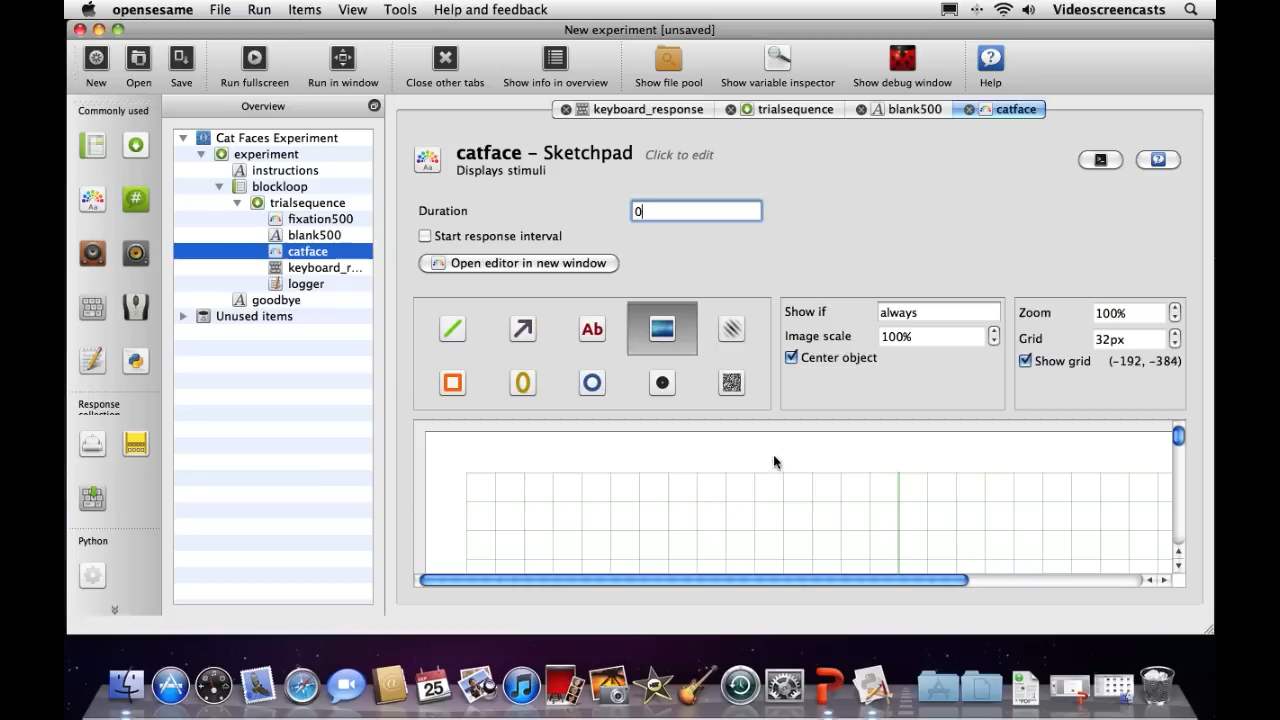 opensesame File Run Items View Tools Help and feedback Videoscreencasts
New experiment [unsaved]
New Open Save Run fullscreen Run in window Close other tabs Show info in overview Show file pool Show variable inspector Show debug window Help
Commonly used
Overview
keyboard_response trialsequence blank500 catface
Cat Faces Experiment
experiment
instructions
blockloop
trialsequence
fixation500
blank500
catface
keyboard_r...
logger
goodbye
Unused items
Response
collection
Python
catface – Sketchpad Click to edit
Displays stimuli
Duration 0
Start response interval
Open editor in new window
Ab
Show if always
Image scale 100%
Center object
Zoom 100%
Grid 32px
Show grid (-192, -384)
Aa
SEP
25